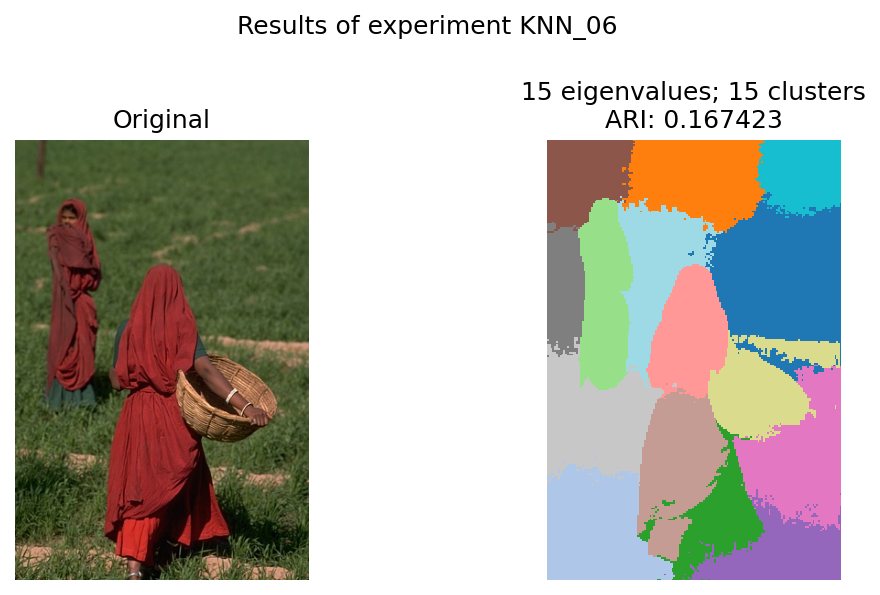 Results of experiment KNN_06
Original
15 eigenvalues; 15 clusters
ARI: 0.167423